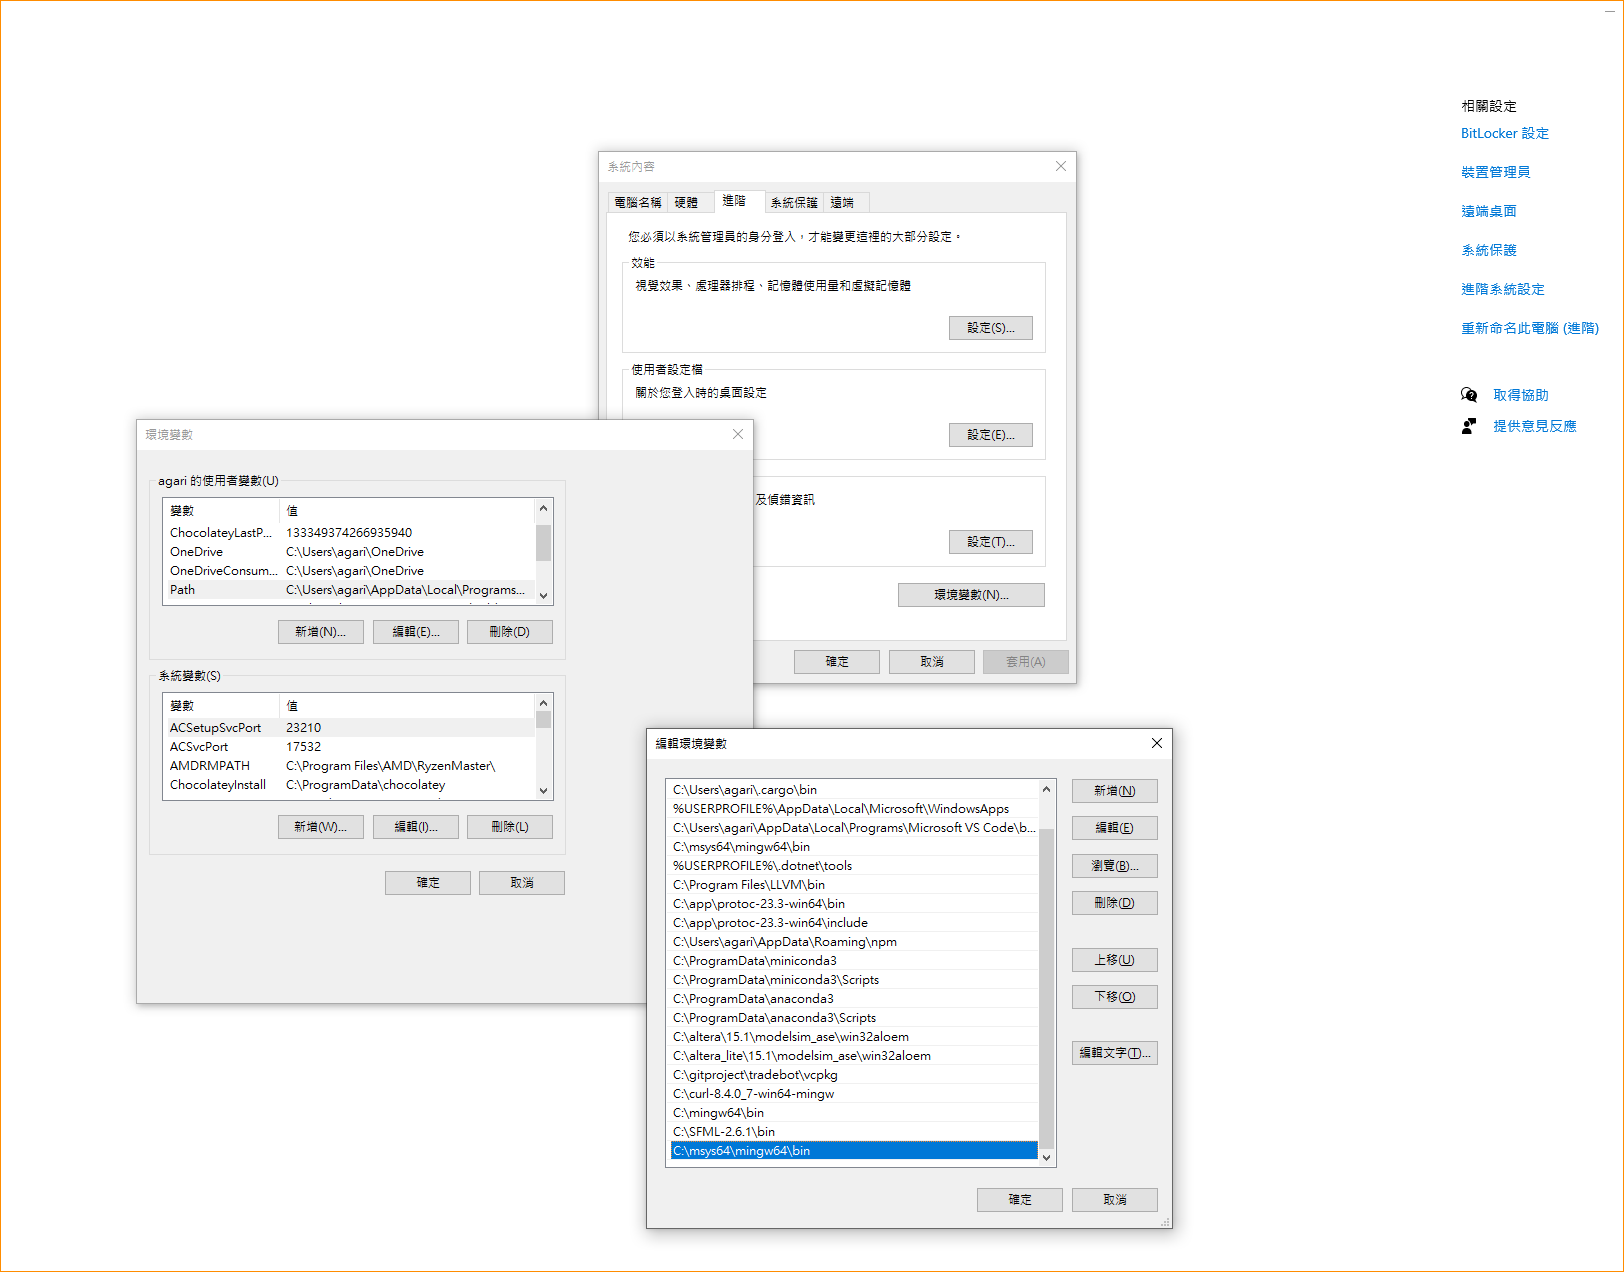 相關設定
BitLocker 設定
裝置管理員
遠端桌面
系統保護
進階系統設定
重新命名此電腦 (進階)
取得協助
提供意見反應
系統內容
電腦名稱 硬體 進階 系統保護 遠端
您必須以系統管理員的身分登入，才能變更這裡的大部分設定。
效能
視覺效果、處理器排程、記憶體使用量和虛擬記憶體
設定(S)...
使用者設定檔
關於您登入時的桌面設定
設定(E)...
及偵錯資訊
設定(T)...
環境變數(N)...
確定 取消 套用(A)
環境變數
agari 的使用者變數(U)
變數 值
ChocolateyLastP... 133349374266935940
OneDrive C:\Users\agari\OneDrive
OneDriveConsum... C:\Users\agari\OneDrive
Path C:\Users\agari\AppData\Local\Programs...
新增(N)... 編輯(E)... 刪除(D)
系統變數(S)
變數 值
ACSetupSvcPort 23210
ACSvcPort 17532
AMDRMPATH C:\Program Files\AMD\RyzenMaster\
ChocolateyInstall C:\ProgramData\chocolatey
新增(W)... 編輯(I)... 刪除(L)
確定 取消
編輯環境變數
C:\Users\agari\.cargo\bin
%USERPROFILE%\AppData\Local\Microsoft\WindowsApps
C:\Users\agari\AppData\Local\Programs\Microsoft VS Code\b...
C:\msys64\mingw64\bin
%USERPROFILE%\.dotnet\tools
C:\Program Files\LLVM\bin
C:\app\protoc-23.3-win64\bin
C:\app\protoc-23.3-win64\include
C:\Users\agari\AppData\Roaming\npm
C:\ProgramData\miniconda3
C:\ProgramData\miniconda3\Scripts
C:\ProgramData\anaconda3
C:\ProgramData\anaconda3\Scripts
C:\altera\15.1\modelsim_ase\win32aloem
C:\altera_lite\15.1\modelsim_ase\win32aloem
C:\gitproject\tradebot\vcpkg
C:\curl-8.4.0_7-win64-mingw
C:\mingw64\bin
C:\SFML-2.6.1\bin
C:\msys64\mingw64\bin
新增(N)
編輯(E)
瀏覽(B)...
刪除(D)
上移(U)
下移(O)
編輯文字(T)...
確定 取消